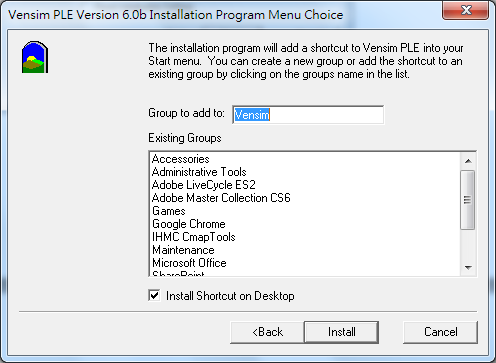 Vensim PLE Version 6.0b Installation Program Menu Choice
The installation program will add a shortcut to Vensim PLE into your
Start menu. You can create a new group or add the shortcut to an
existing group by clicking on the groups name in the list.
Group to add to: Vensim
Existing Groups
Accessories
Administrative Tools
Adobe LiveCycle ES2
Adobe Master Collection CS6
Games
Google Chrome
IHMC CmapTools
Maintenance
Microsoft Office
SharePoint
Install Shortcut on Desktop
<Back Install Cancel